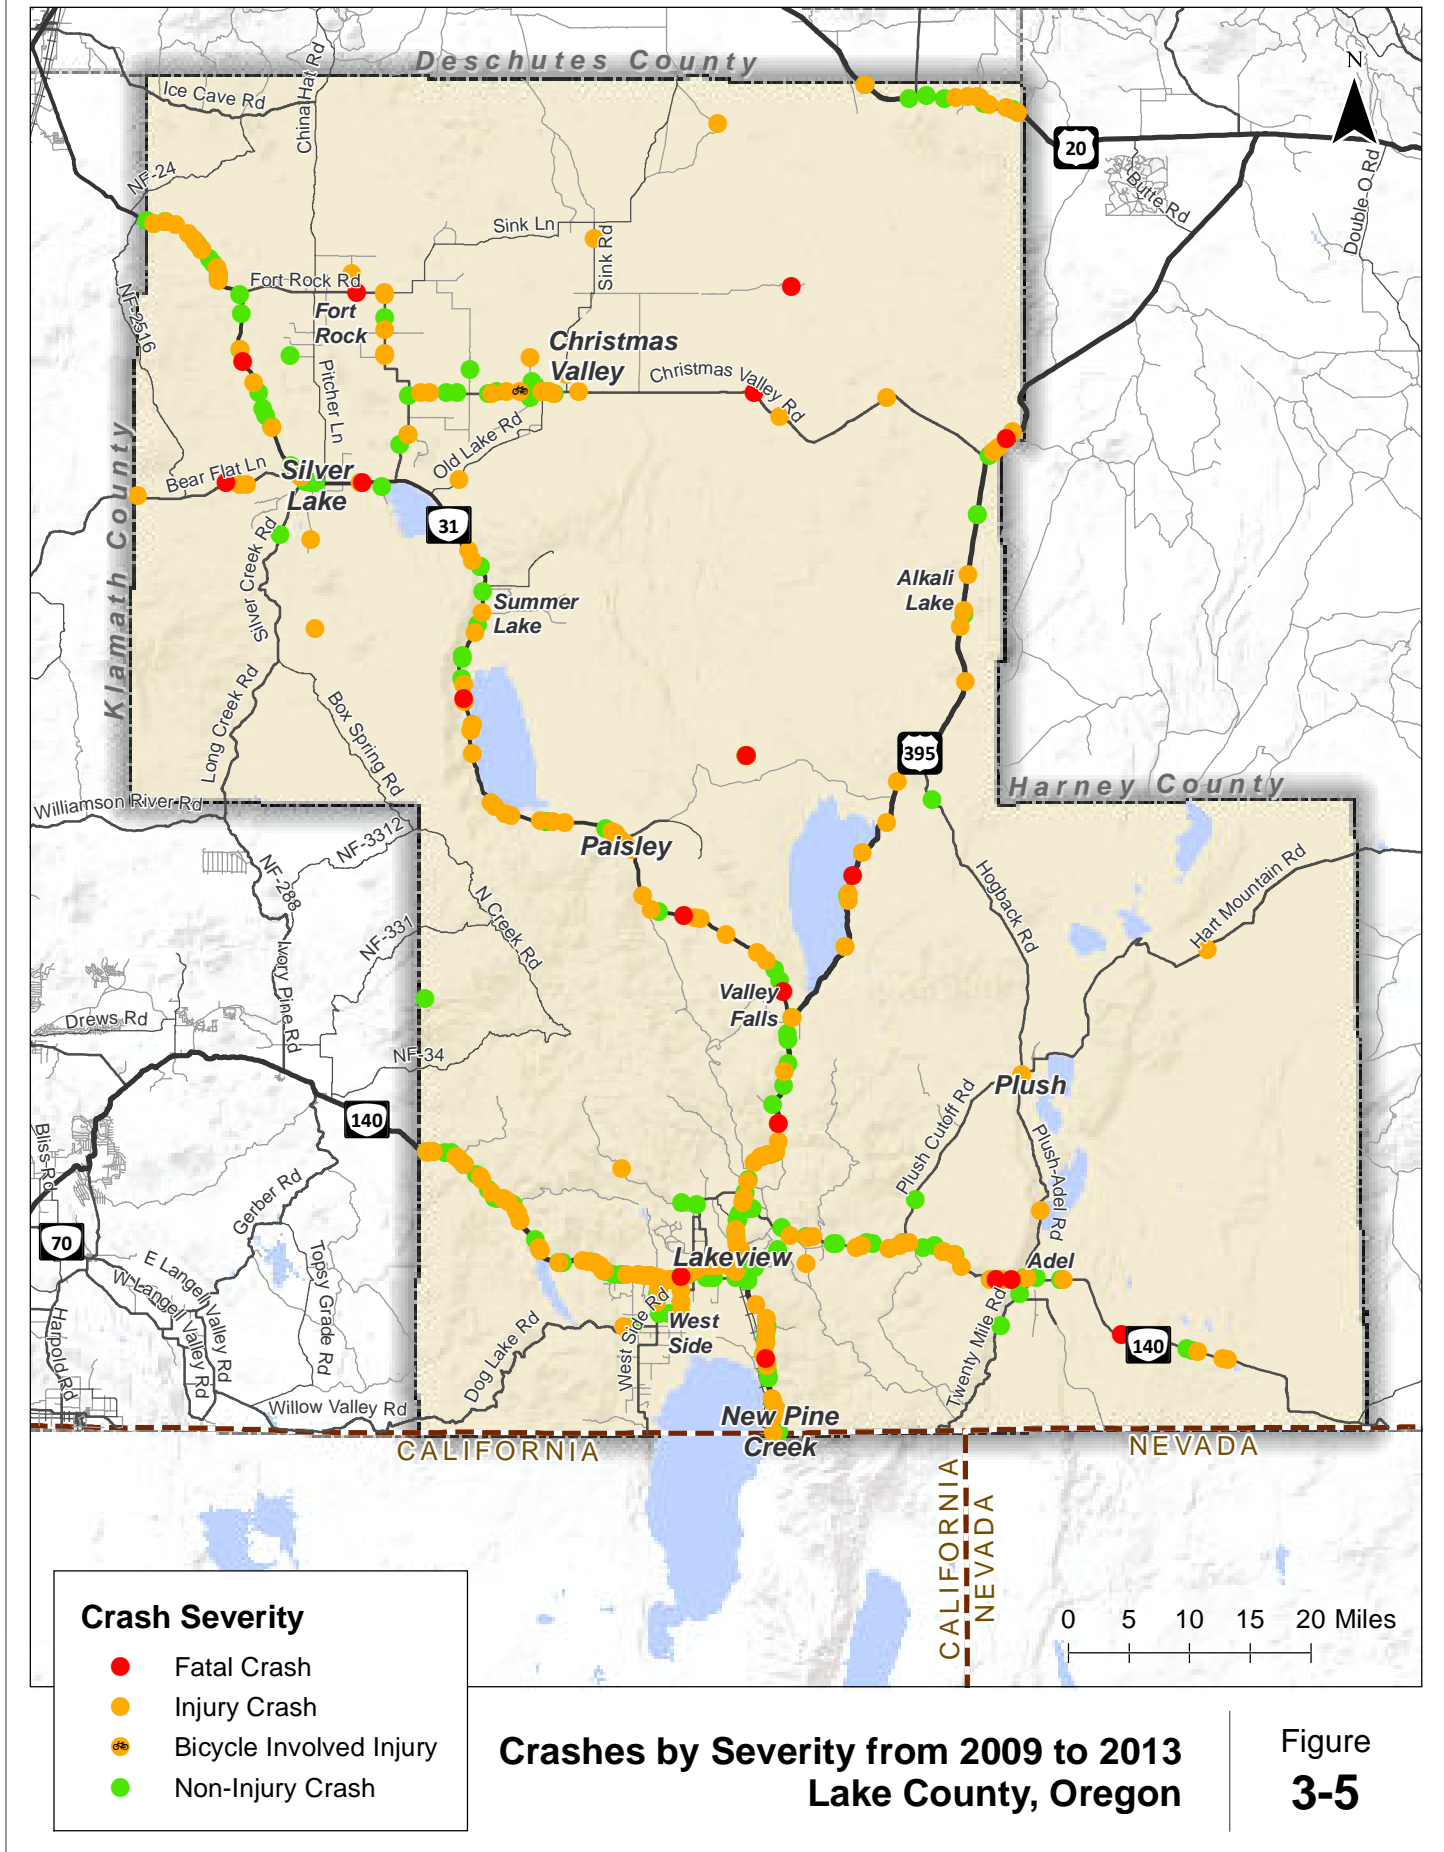 Deschutes County
N
Ice Cave Rd
China Hat Rd
20
NF-24
Butte Rd
Double-O Rd
Sink Ln
Sink Rd
Fort Rock Rd
NF-2516
Fort
Rock
Christmas
Valley
Pitcher Ln
Christmas Valley Rd
Old Lake Rd
Klamath County
Bear Flat Ln
Silver
Lake
31
Silver Creek Rd
Alkali
Lake
Summer
Lake
Long Creek Rd
Box Spring Rd
395
Harney County
Williamson River Rd
NF-3312
Paisley
NF-288
Hogback Rd
Hart Mountain Rd
N Creek Rd
NF-331
Ivory Pine Rd
Valley
Falls
Drews Rd
NF-34
Plush
140
Bliss Rd
Plush Cutoff Rd
Plush-Adel Rd
Gerber Rd
70
E Langell Valley Rd
W Langell Valley Rd
Topsy Grade Rd
Lakeview
Adel
Harpold Rd
West Side Rd
West
Side
Twenty Mile Rd
140
Dog Lake Rd
Willow Valley Rd
New Pine
Creek
CALIFORNIA
NEVADA
CALIFORNIA
NEVADA
0 5 10 15 20 Miles
Crash Severity
Fatal Crash
Injury Crash
Bicycle Involved Injury
Non-Injury Crash
Crashes by Severity from 2009 to 2013
Lake County, Oregon
Figure
3-5